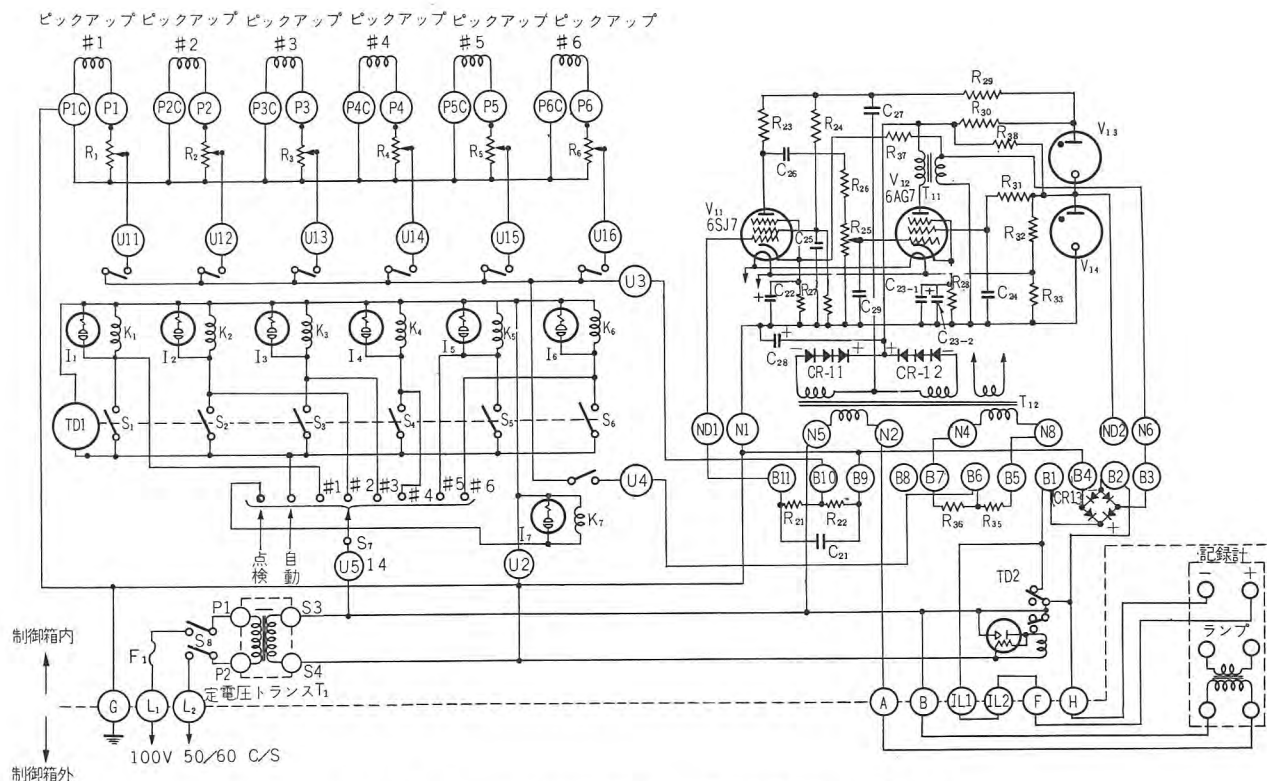 ピックアップ ピックアップ ピックアップ ピックアップ ピックアップ ピックアップ
#1 #2 #3 #4 #5 #6
P1C P1 P2C P2 P3C P3 P4C P4 P5C P5 P6C P6
R1 R2 R3 R4 R5 R6
U11 U12 U13 U14 U15 U16
U3
K1 K2 K3 K4 K5 K6
I1 I2 I3 I4 I5 I6
TD1 S1 S2 S3 S4 S5 S6
#1 #2 #3 #4 #5 #6
U4
I7 K7
点検 自動
S7
U5 14
U2
R29
R30
R38
C27
R23 R24
R37
V13
C26
V12
6AG7
T11
R26
R31
V11
6SJ7
C25 R25
R32
V14
+ C22 R27 C29 C23-1 + R28 C24 R33
C23-2
C28 +
− CR-11 + + CR-12 −
T12
ND1 N1 N5 N2 N4 N8 ND2 N6
B11 B10 B9 B8 B7 B6 B5 B1 B4 B2 B3
R21 R22 R36 R35
C21
CR13
+
TD2
記録計
− +
ランプ
P1 S3
P2 S4
S8
F1
定電圧トランスT1
制御箱内
制御箱外
G L1 L2 A B IL1 IL2 F H
100V 50/60 C/S